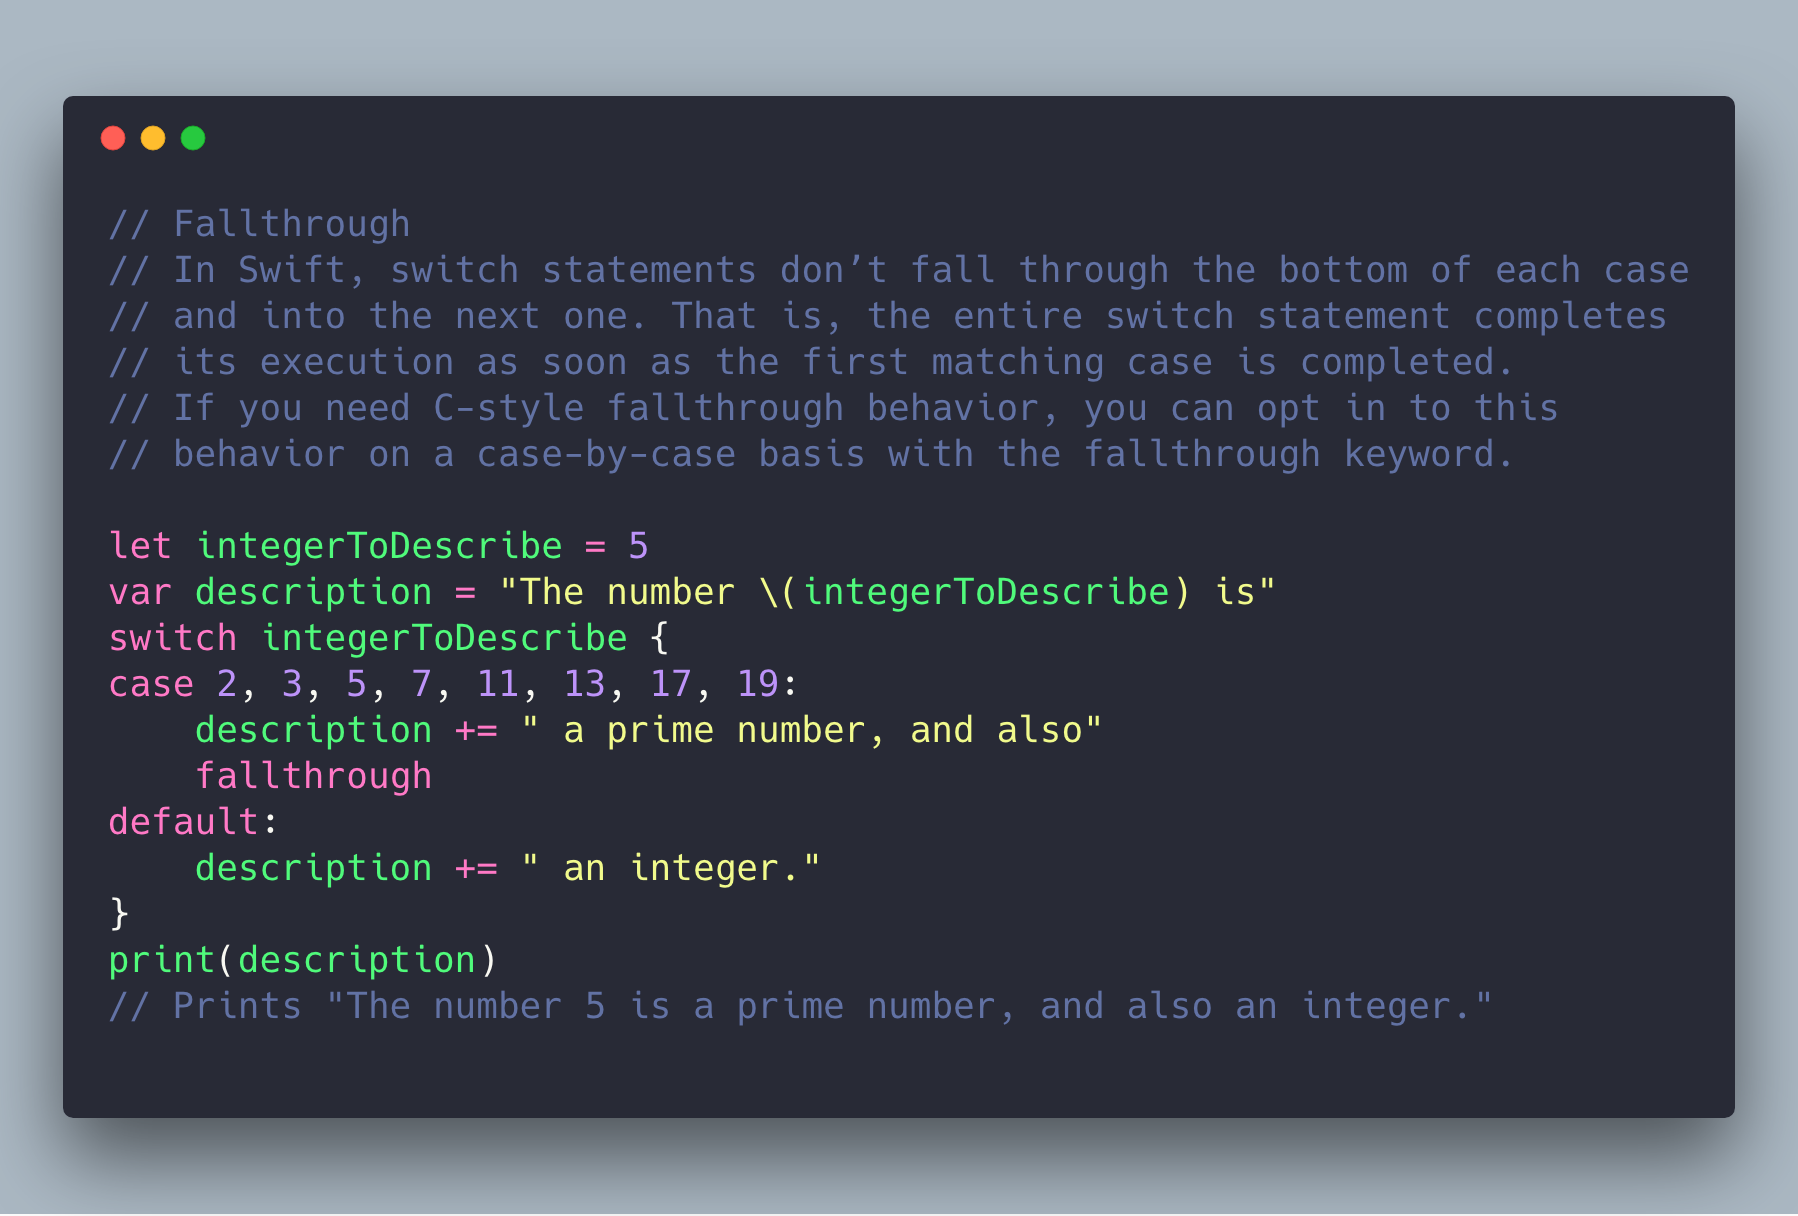 // Fallthrough
// In Swift, switch statements don’t fall through the bottom of each case
// and into the next one. That is, the entire switch statement completes
// its execution as soon as the first matching case is completed.
// If you need C-style fallthrough behavior, you can opt in to this
// behavior on a case-by-case basis with the fallthrough keyword.

let integerToDescribe = 5
var description = "The number \(integerToDescribe) is"
switch integerToDescribe {
case 2, 3, 5, 7, 11, 13, 17, 19:
    description += " a prime number, and also"
    fallthrough
default:
    description += " an integer."
}
print(description)
// Prints "The number 5 is a prime number, and also an integer."